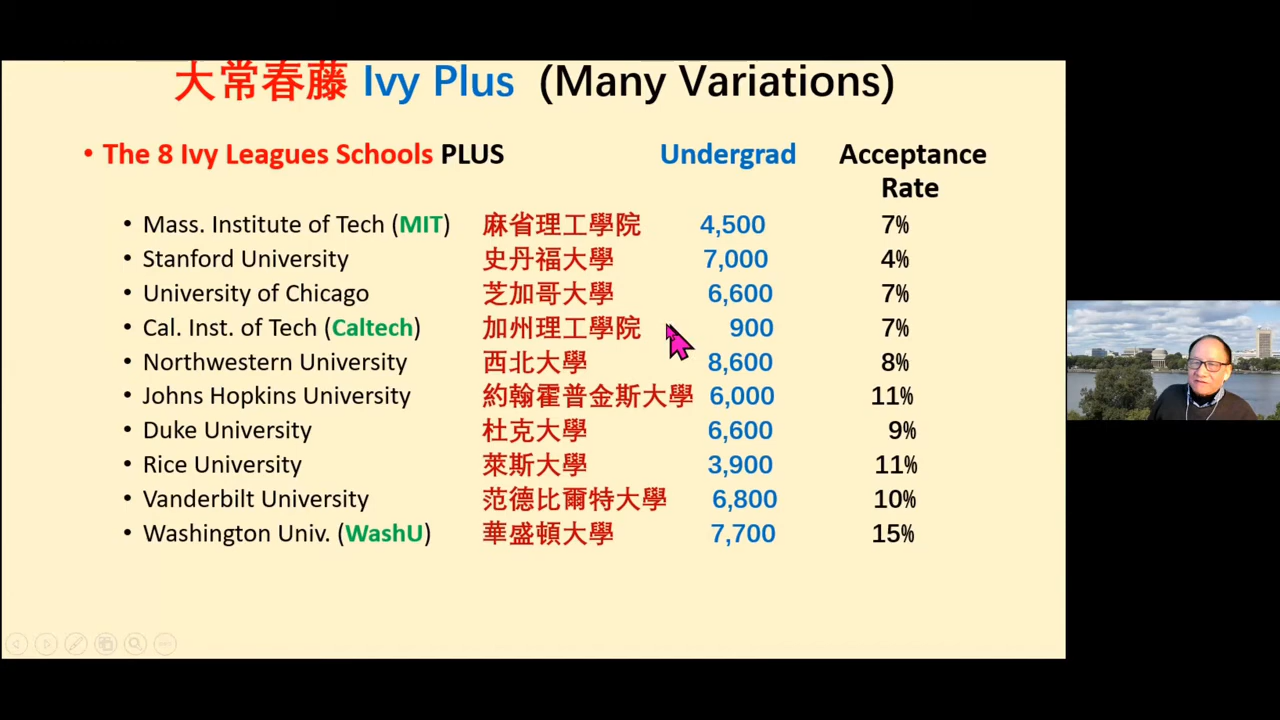 大常春藤 Ivy Plus (Many Variations)
• The 8 Ivy Leagues Schools PLUS Undergrad Acceptance Rate
• Mass. Institute of Tech (MIT) 麻省理工學院 4,500 7%
• Stanford University 史丹福大學 7,000 4%
• University of Chicago 芝加哥大學 6,600 7%
• Cal. Inst. of Tech (Caltech) 加州理工學院 900 7%
• Northwestern University 西北大學 8,600 8%
• Johns Hopkins University 約翰霍普金斯大學 6,000 11%
• Duke University 杜克大學 6,600 9%
• Rice University 萊斯大學 3,900 11%
• Vanderbilt University 范德比爾特大學 6,800 10%
• Washington Univ. (WashU) 華盛頓大學 7,700 15%